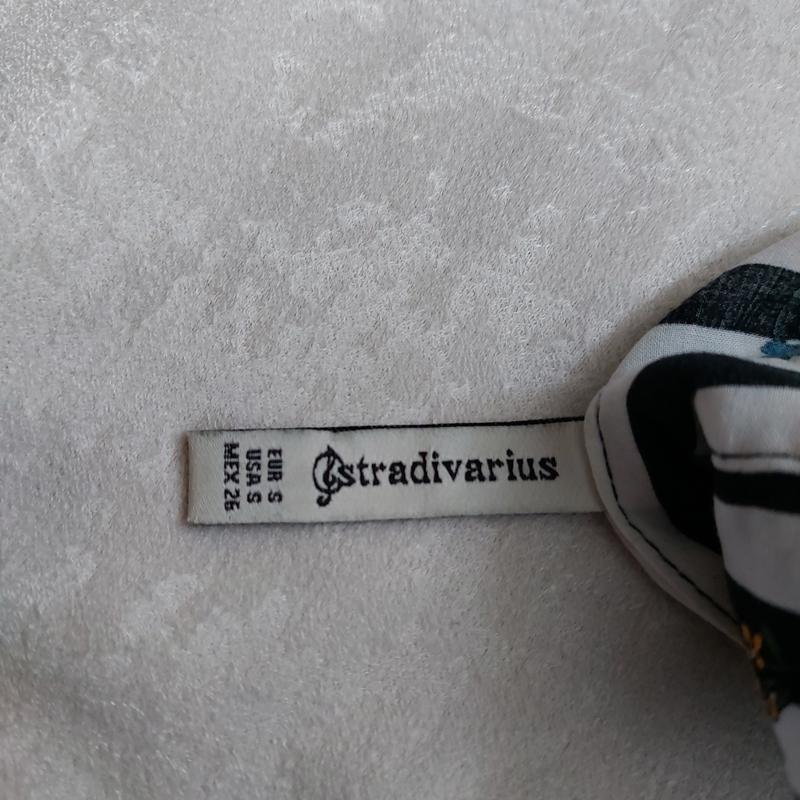 stradivarius
EUR S
USA S
MEX 26